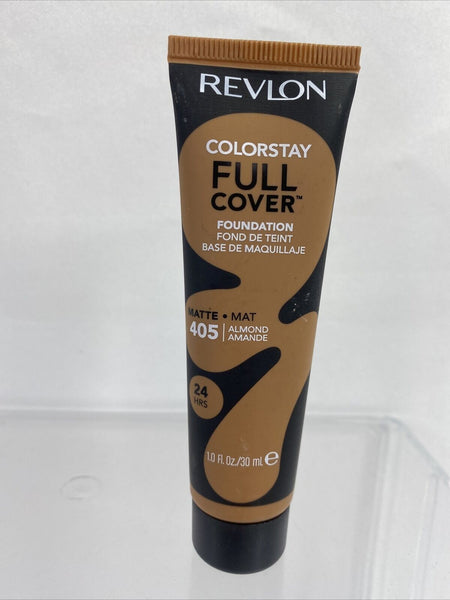 REVLON
COLORSTAY
FULL
COVER™
FOUNDATION
FOND DE TEINT
BASE DE MAQUILLAJE
MATTE • MAT
405 | ALMOND
AMANDE
24
HRS
1.0 Fl. Oz./30 ml ℮